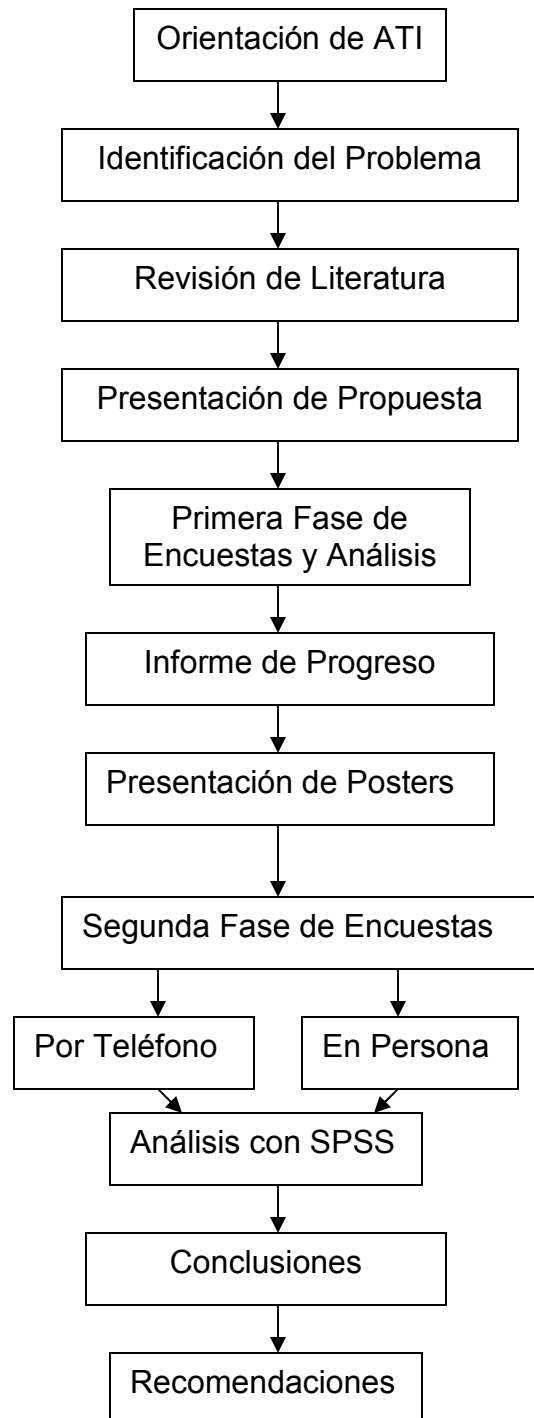 Orientación de ATI
Identificación del Problema
Revisión de Literatura
Presentación de Propuesta
Primera Fase de
Encuestas y Análisis
Informe de Progreso
Presentación de Posters
Segunda Fase de Encuestas
Por Teléfono
En Persona
Análisis con SPSS
Conclusiones
Recomendaciones